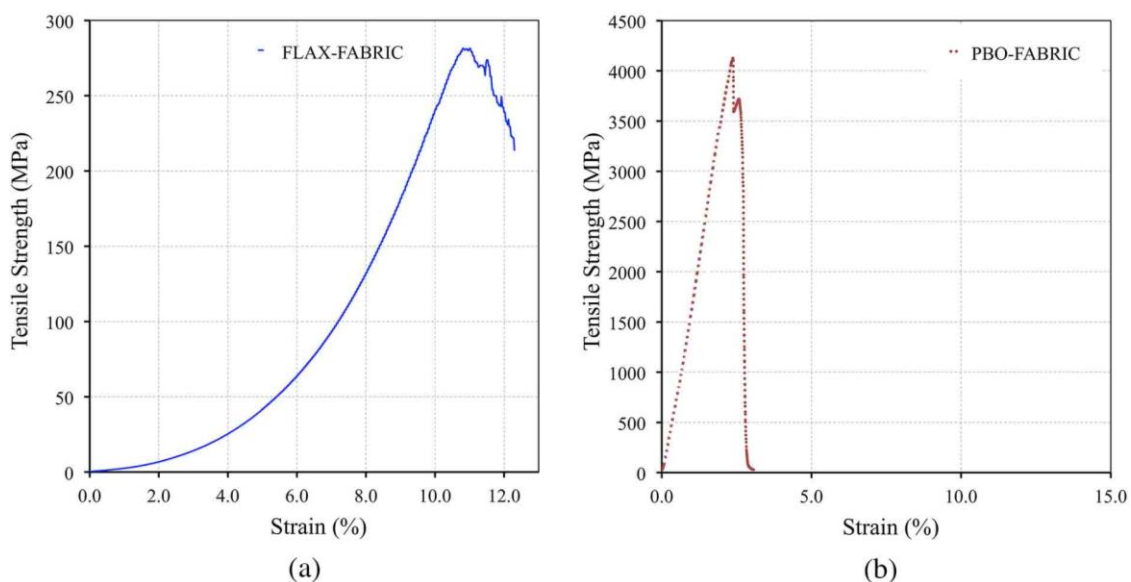 300
250
200
150
100
50
0
Tensile Strength (MPa)
FLAX-FABRIC
0.0 2.0 4.0 6.0 8.0 10.0 12.0
Strain (%)
(a)
4500
4000
3500
3000
2500
2000
1500
1000
500
0
Tensile Strength (MPa)
PBO-FABRIC
0.0 5.0 10.0 15.0
Strain (%)
(b)